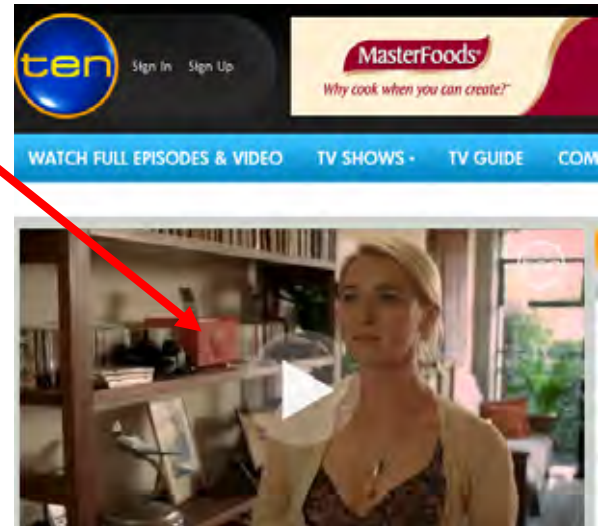 ten
Sign In Sign Up
MasterFoods
Why cook when you can create?
WATCH FULL EPISODES & VIDEO TV SHOWS TV GUIDE COM